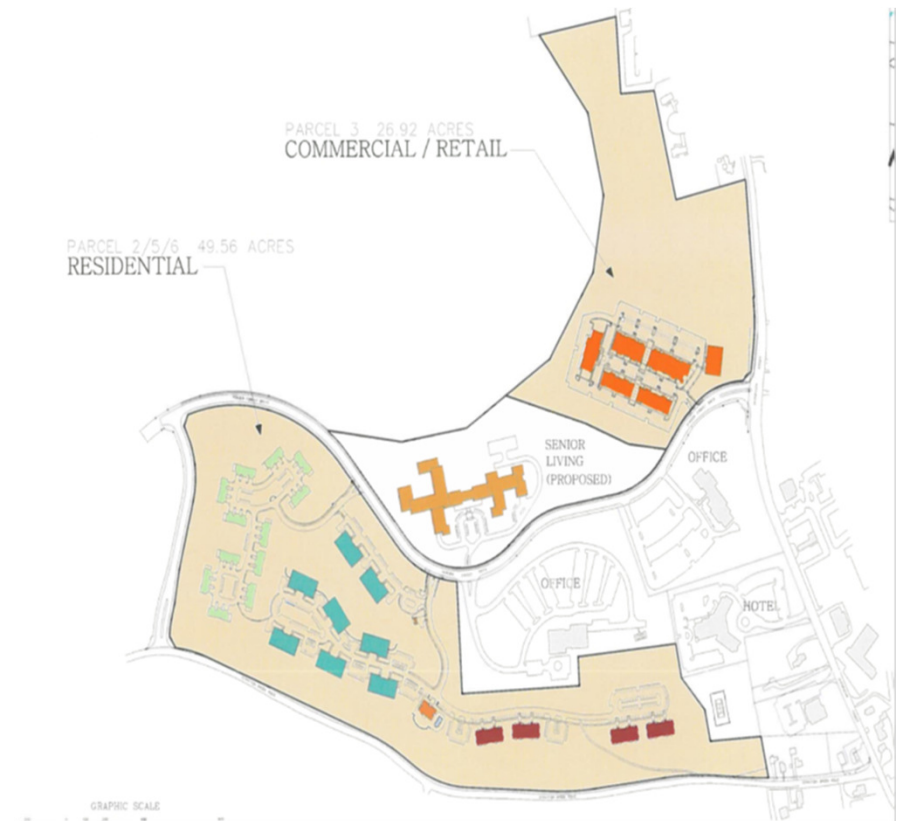 PARCEL 3 26.92 ACRES
COMMERCIAL / RETAIL
PARCEL 2/5/6 49.56 ACRES
RESIDENTIAL
SENIOR
LIVING
(PROPOSED)
OFFICE
OFFICE
HOTEL
GRAPHIC SCALE